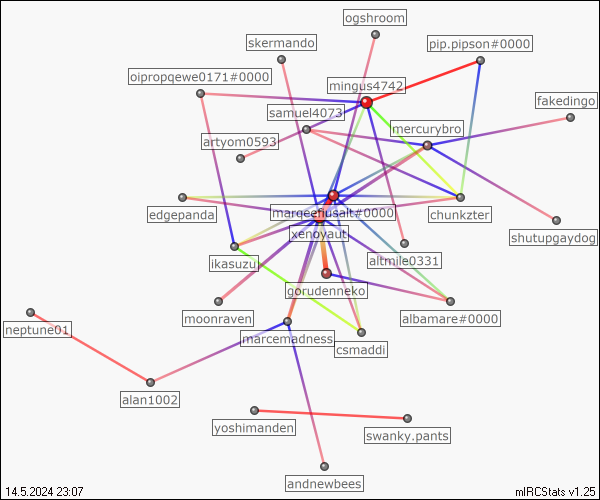 ogshroom
skermando
pip.pipson#0000
oipropqewe0171#0000
mingus4742
fakedingo
samuel4073
mercurybro
artyom0593
edgepanda
marqeeflusalt#0000
chunkzter
xenoyaut
shutupgaydog
ikasuzu
altmile0331
gorudenneko
moonraven
albamare#0000
neptune01
marcemadness
csmaddi
alan1002
yoshimanden
swanky.pants
andnewbees
14.5.2024 23:07
mIRCStats v1.25